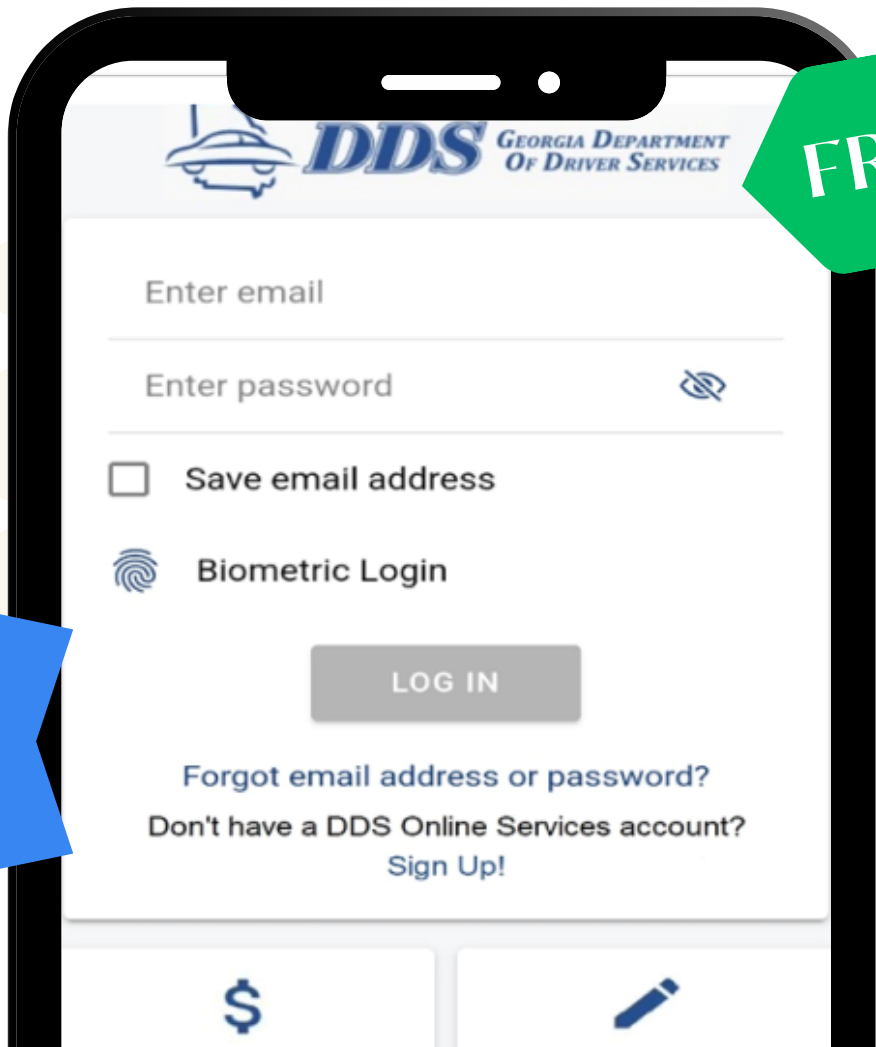 DDS
GEORGIA DEPARTMENT
OF DRIVER SERVICES
Enter email
Enter password
Save email address
Biometric Login
LOG IN
Forgot email address or password?
Don't have a DDS Online Services account?
Sign Up!
$